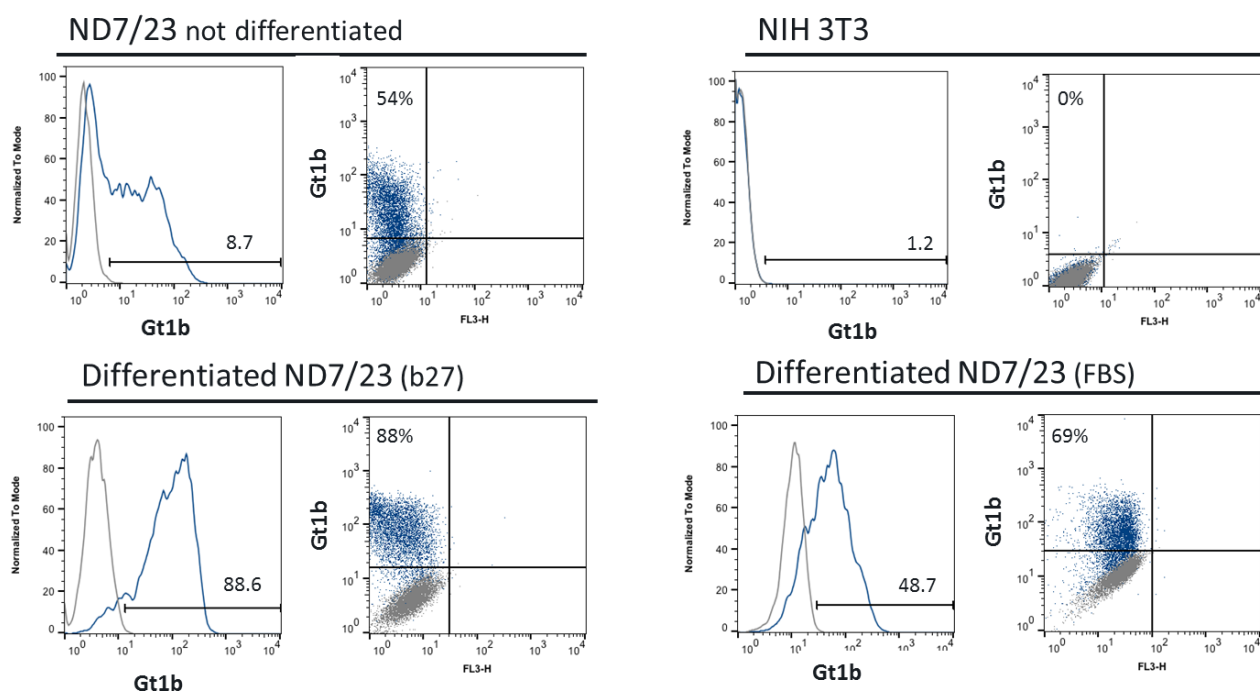 ND7/23 not differentiated
NIH 3T3
100
80
60
40
20
0
Normalized To Mode
8.7
10^0 10^1 10^2 10^3 10^4
Gt1b
54%
10^4
10^3
10^2
10^1
10^0
Gt1b
10^0 10^1 10^2 10^3 10^4
FL3-H
100
80
60
40
20
0
Normalized To Mode
1.2
10^0 10^1 10^2 10^3 10^4
Gt1b
0%
10^4
10^3
10^2
10^1
10^0
Gt1b
10^0 10^1 10^2 10^3 10^4
FL3-H
Differentiated ND7/23 (b27)
Differentiated ND7/23 (FBS)
100
80
60
40
20
0
Normalized To Mode
88.6
10^0 10^1 10^2 10^3 10^4
Gt1b
88%
10^4
10^3
10^2
10^1
10^0
Gt1b
10^0 10^1 10^2 10^3 10^4
FL3-H
100
80
60
40
20
0
Normalized To Mode
48.7
10^0 10^1 10^2 10^3 10^4
Gt1b
69%
10^4
10^3
10^2
10^1
10^0
Gt1b
10^0 10^1 10^2 10^3 10^4
FL3-H